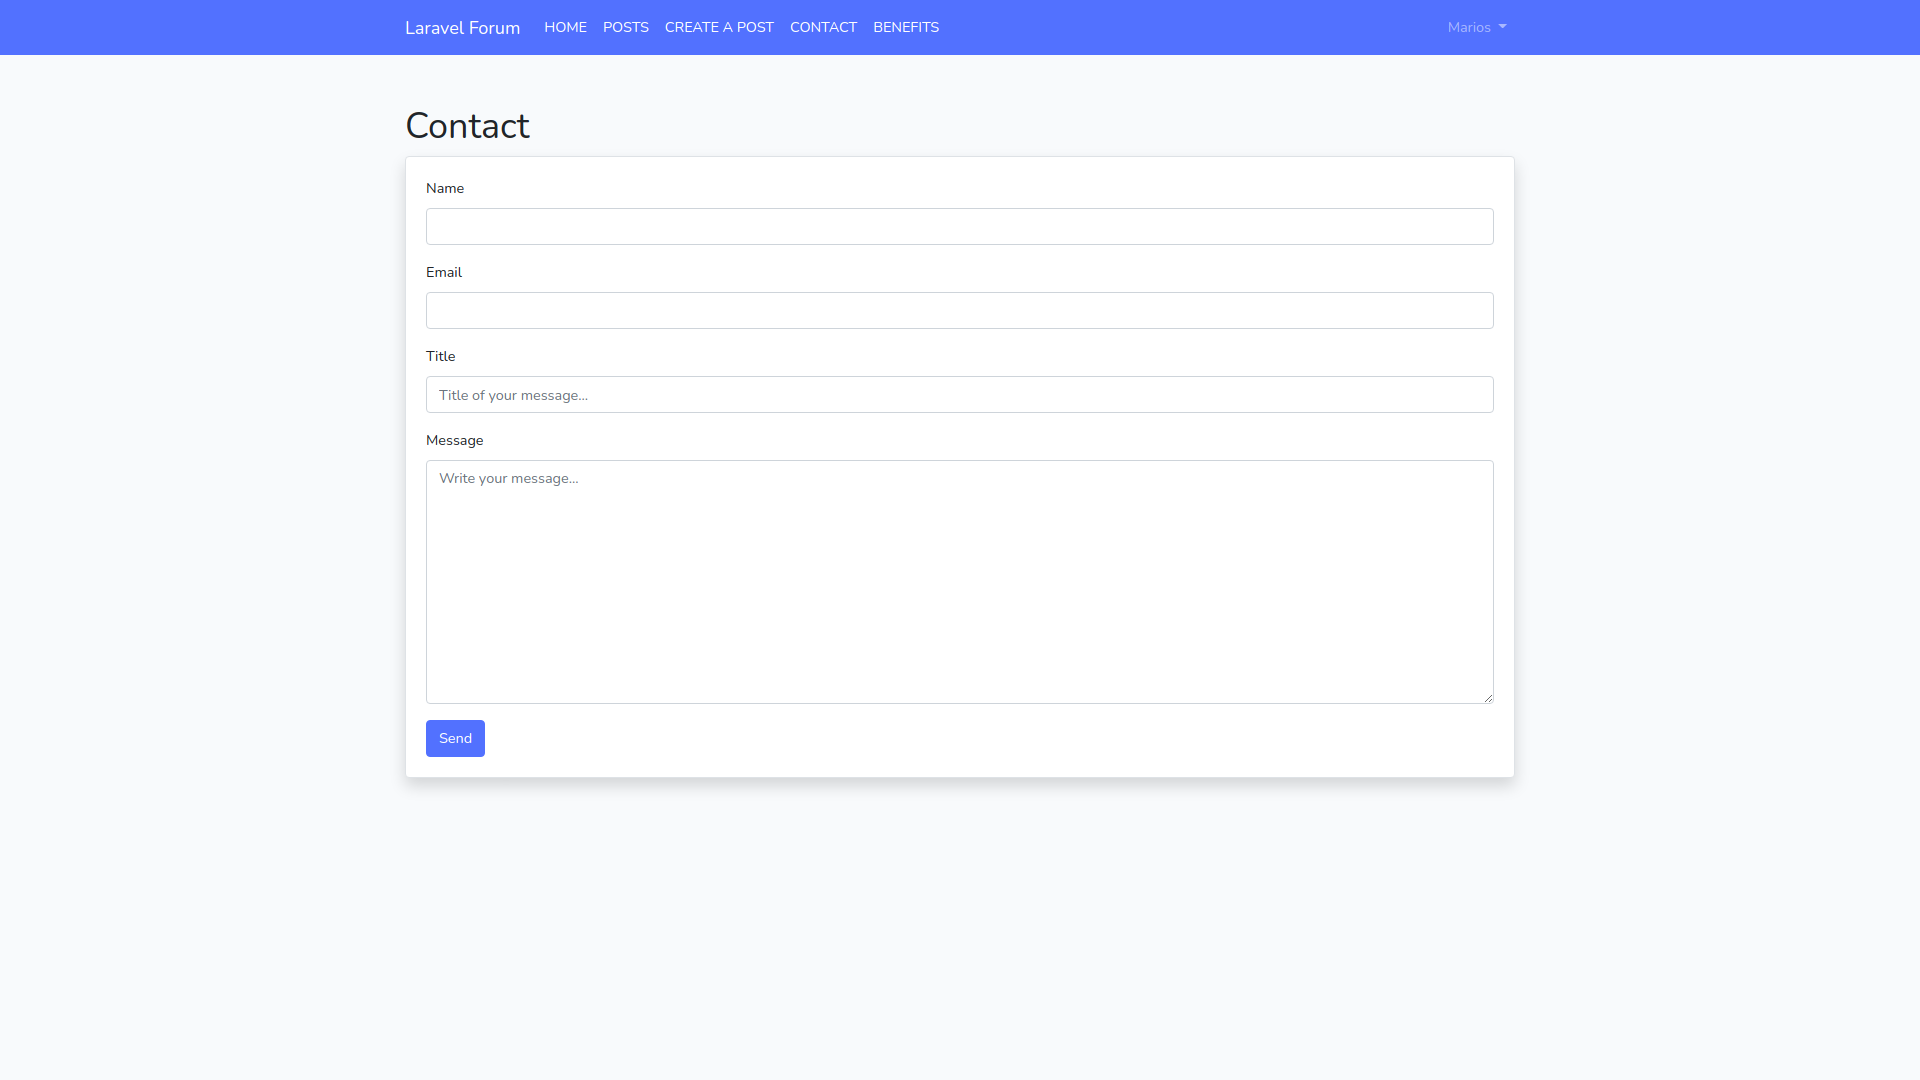 Laravel Forum HOME POSTS CREATE A POST CONTACT BENEFITS Marios
Contact
Name
Email
Title
Title of your message...
Message
Write your message...
Send